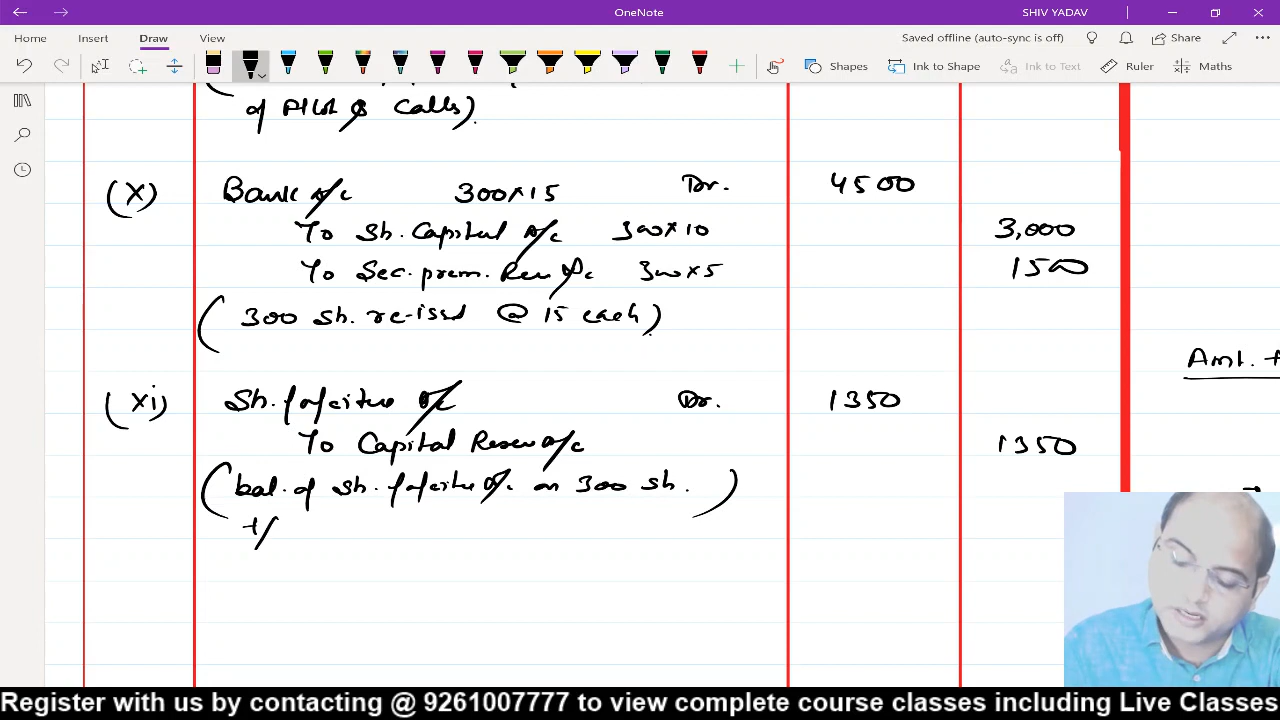 OneNote
SHIV YADAV
Home Insert Draw View
Saved offline (auto-sync is off) Share
Shapes Ink to Shape Ink to Text Ruler Maths
of Allot & Calls).
(X) Bank A/c 300×15 Dr. 4500
To Sh. Capital A/c 300×10 3,000
To Sec. prem. Res A/c 300×5 1500
(300 Sh. re-issd @ 15 each)
Amt. t
(Xi) Sh. forfeiture A/c Dr. 1350
To Capital Reserve A/c 1350
(bal. of Sh. forfeiture A/c on 300 Sh.)
Register with us by contacting @ 9261007777 to view complete course classes including Live Classes